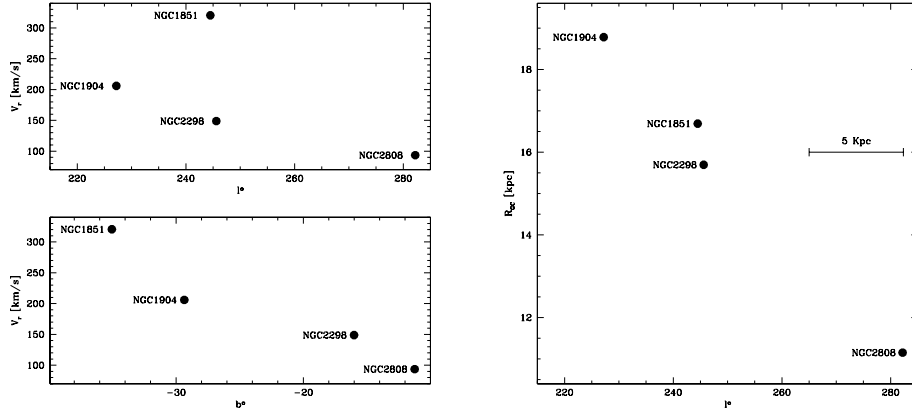 NGC1851
NGC1904
NGC2298
NGC2808
300
250
200
150
100
V_r [km/s]
220
240
260
280
l°
NGC1851
NGC1904
NGC2298
NGC2808
300
250
200
150
100
V_r [km/s]
-30
-20
b°
NGC1904
NGC1851
NGC2298
5 Kpc
NGC2808
18
16
14
12
R_GC [kpc]
220
240
260
280
l°